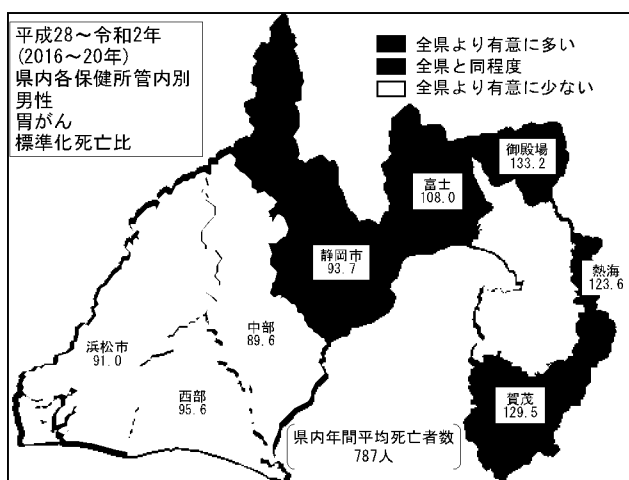 平成28～令和2年
(2016～20年)
県内各保健所管内別
男性
胃がん
標準化死亡比
全県より有意に多い
全県と同程度
全県より有意に少ない
御殿場
133.2
富士
108.0
静岡市
93.7
熱海
123.6
中部
89.6
浜松市
91.0
西部
95.6
賀茂
129.5
県内年間平均死亡者数
787人